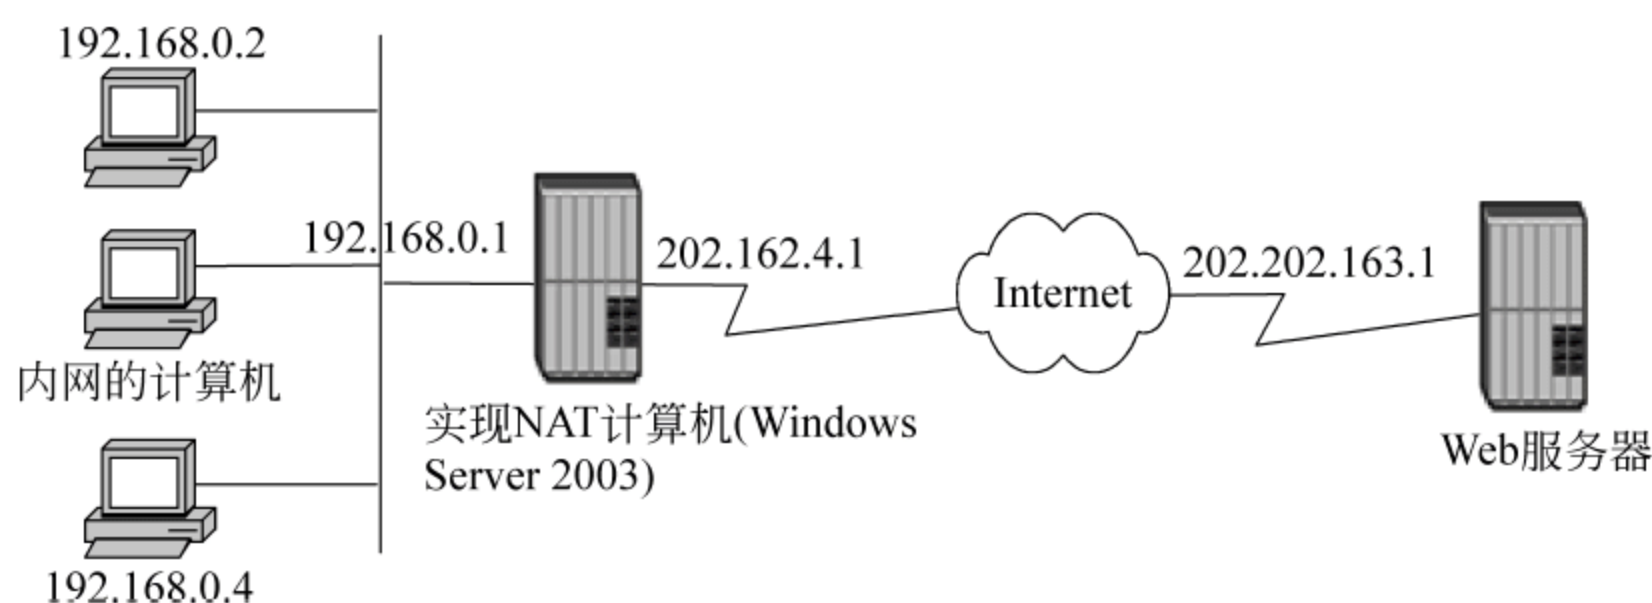 192.168.0.2
192.168.0.1
202.162.4.1
Internet
202.202.163.1
内网的计算机
实现NAT计算机(Windows
Server 2003)
Web服务器
192.168.0.4